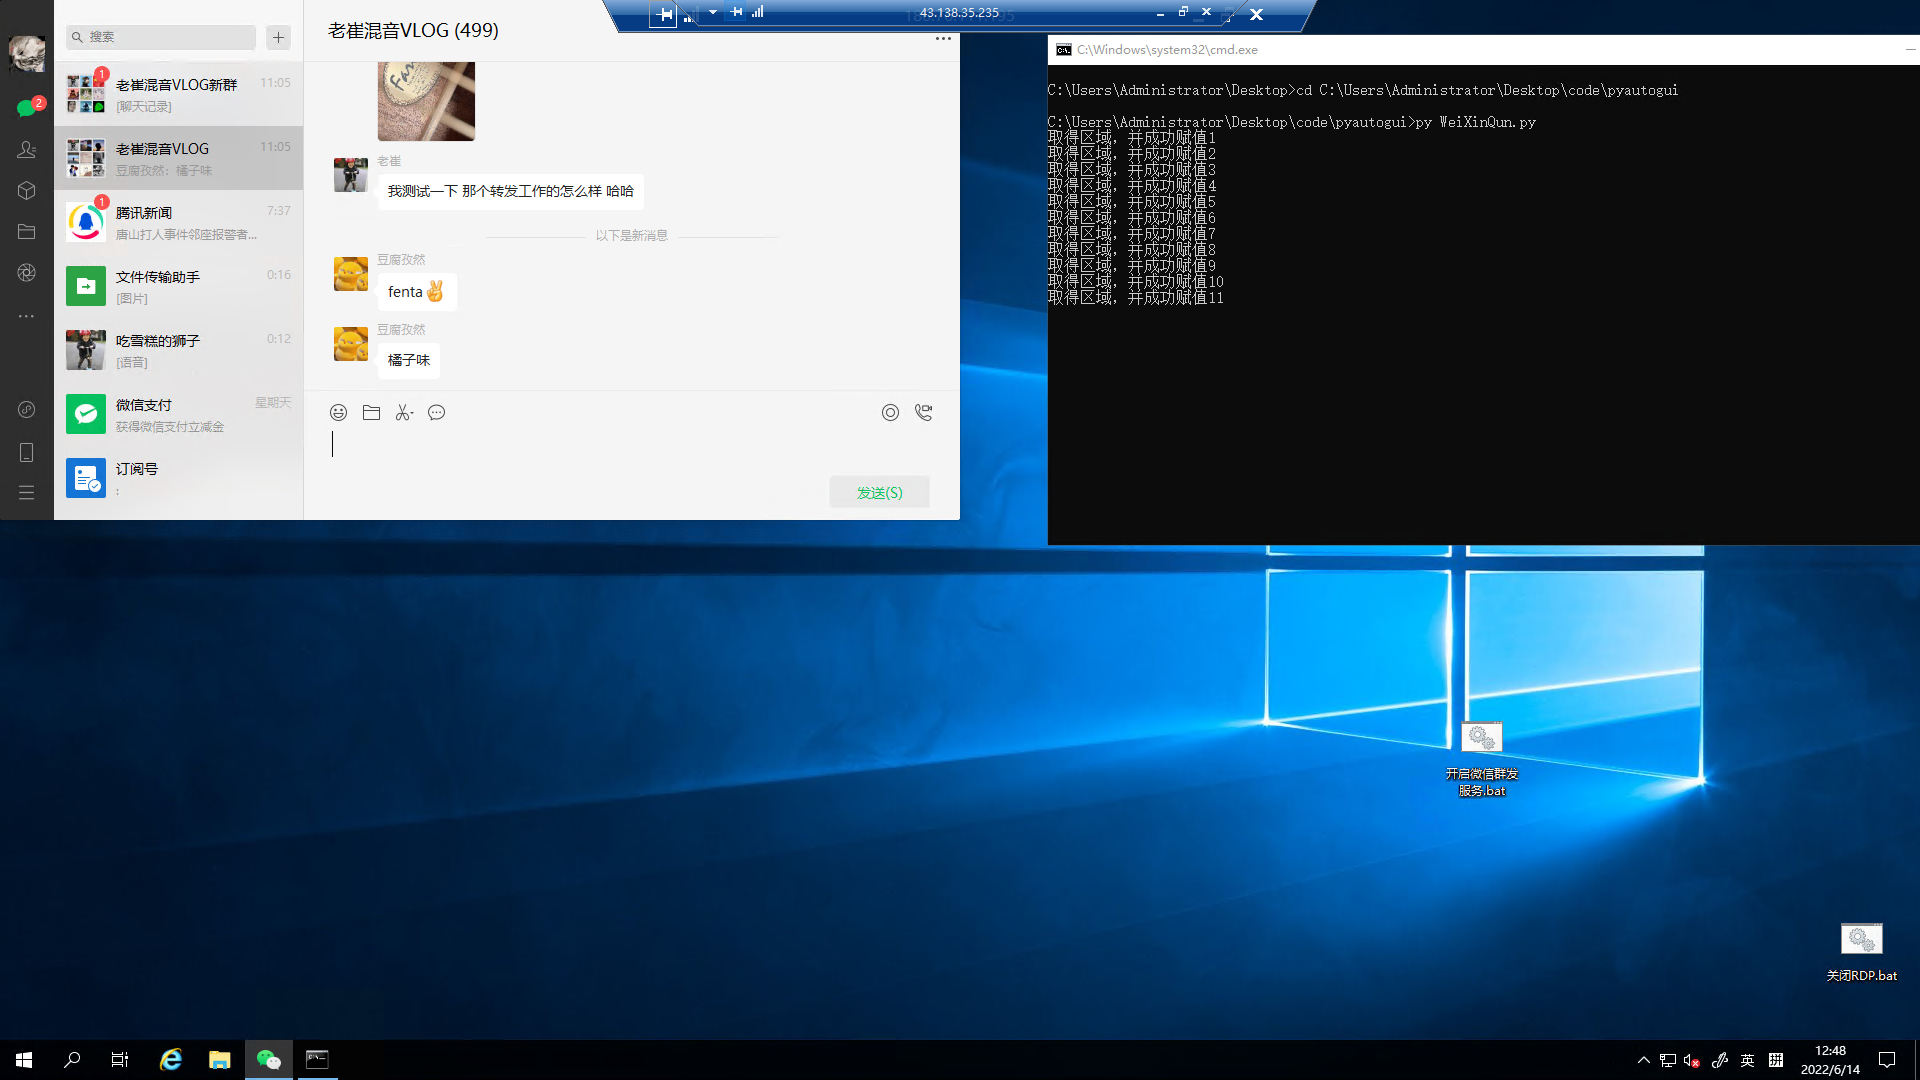 43.138.35.235
搜索
老崔混音VLOG (499)
1
老崔混音VLOG新群
11:05
[聊天记录]
2
老崔混音VLOG
11:05
豆腐孜然: 橘子味
1
腾讯新闻
7:37
唐山打人事件邻座报警者...
文件传输助手
0:16
[图片]
吃雪糕的狮子
0:12
[语音]
微信支付
星期天
获得微信支付立减金
订阅号
:
老崔
我测试一下 那个转发工作的怎么样 哈哈
以下是新消息
豆腐孜然
fenta✌
豆腐孜然
橘子味
发送(S)
C:\Windows\system32\cmd.exe
C:\Users\Administrator\Desktop>cd C:\Users\Administrator\Desktop\code\pyautogui
C:\Users\Administrator\Desktop\code\pyautogui>py WeiXinQun.py
取得区域，并成功赋值1
取得区域，并成功赋值2
取得区域，并成功赋值3
取得区域，并成功赋值4
取得区域，并成功赋值5
取得区域，并成功赋值6
取得区域，并成功赋值7
取得区域，并成功赋值8
取得区域，并成功赋值9
取得区域，并成功赋值10
取得区域，并成功赋值11
开启微信群发
服务.bat
关闭RDP.bat
英
拼
12:48
2022/6/14